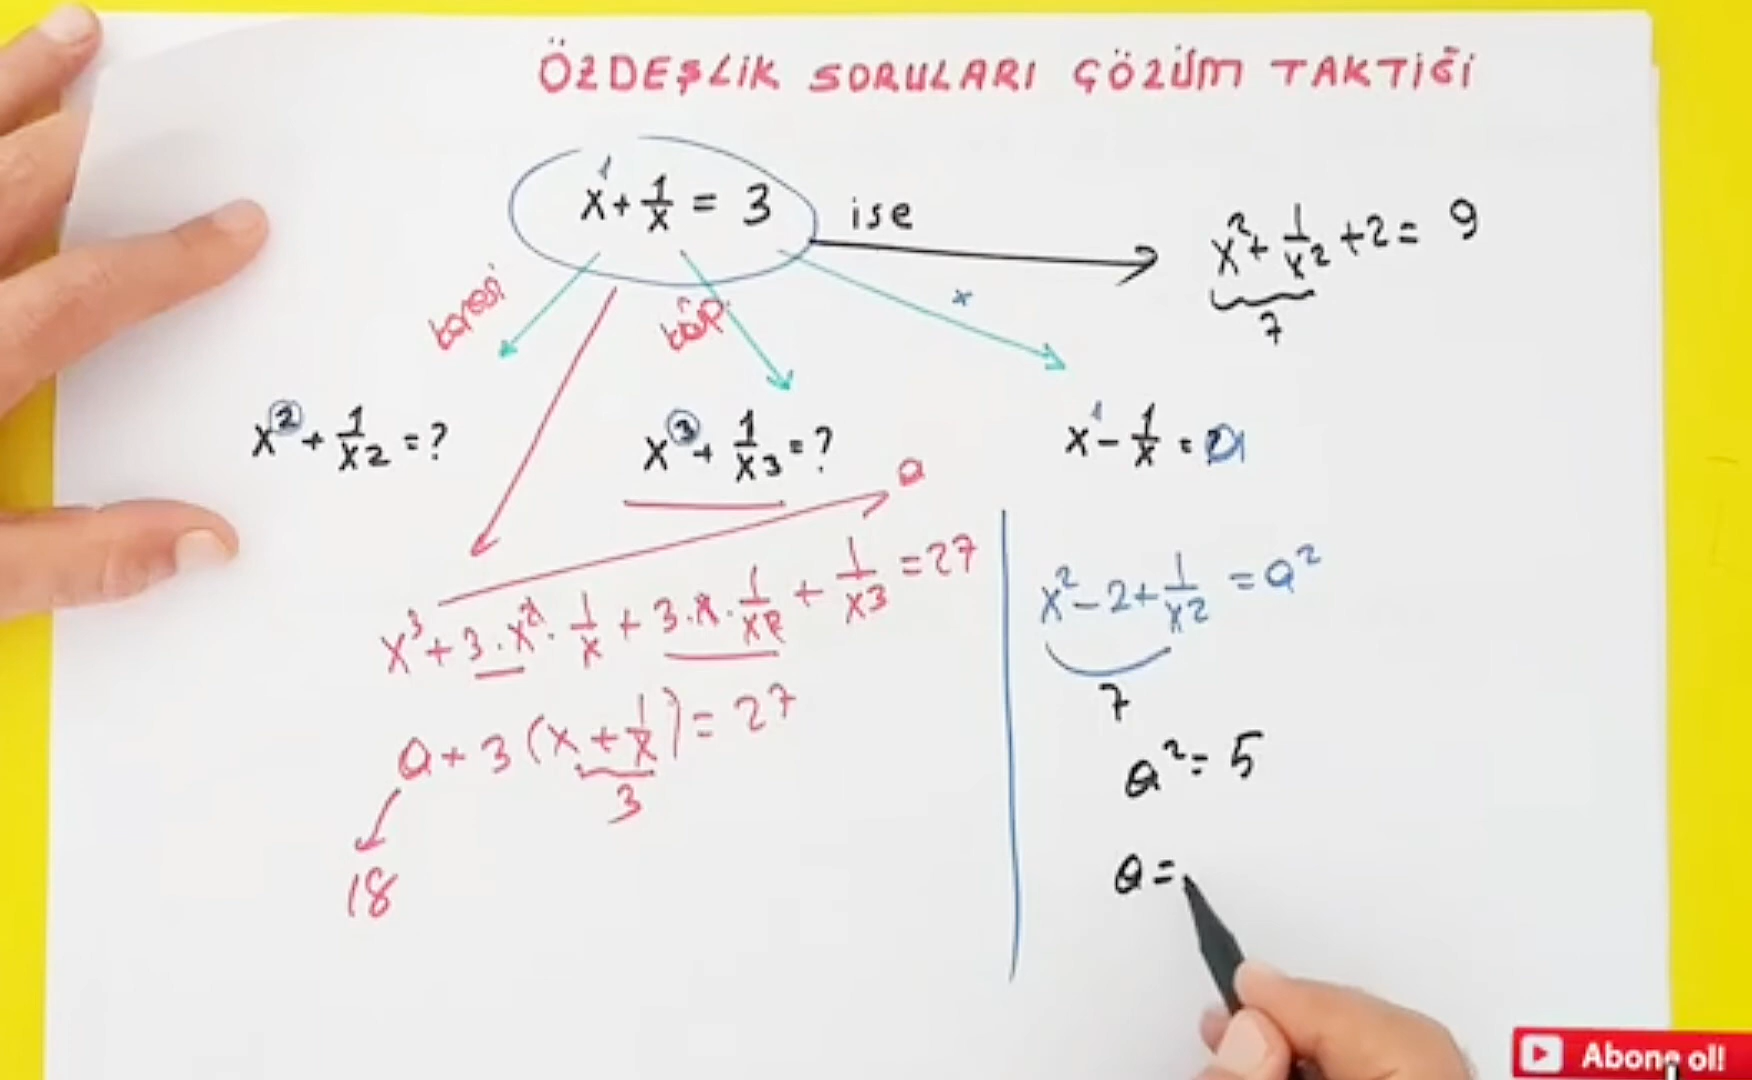 ÖZDEŞLİK SORULARI ÇÖZÜM TAKTİĞİ
x¹ + 1/x = 3 ise
x² + 1/x² + 2 = 9
7
karesi
küp
x
x² + 1/x² = ?
x³ + 1/x³ = ?
x¹ - 1/x = a
a
x³ + 3·x²·1/x + 3·x·1/x² + 1/x³ = 27
a + 3(x + 1/x) = 27
3
18
x² - 2 + 1/x² = a²
7
a² = 5
a =
Abone ol!